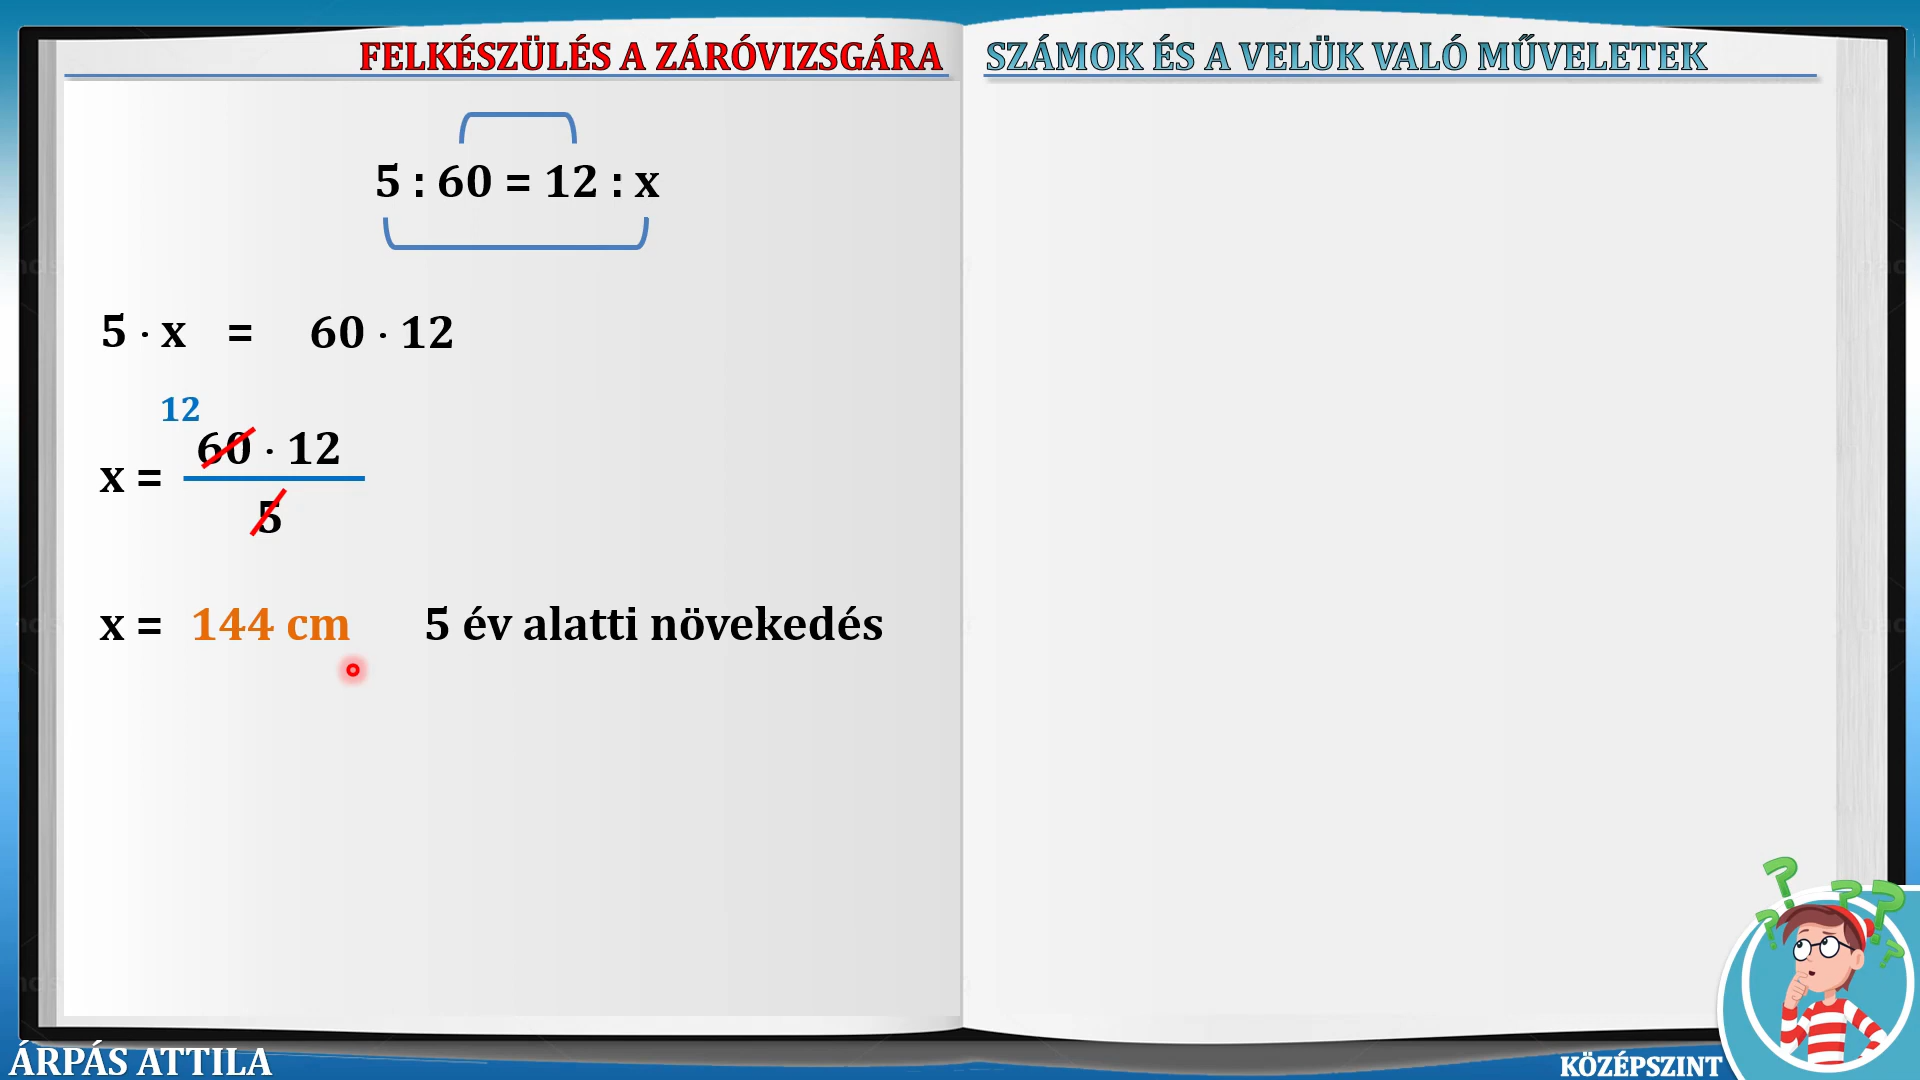 FELKÉSZÜLÉS A ZÁRÓVIZSGÁRA
5 : 60 = 12 : x
5 · x = 60 · 12
12
60 · 12
x =
5
x = 144 cm 5 év alatti növekedés
SZÁMOK ÉS A VELÜK VALÓ MŰVELETEK
ÁRPÁS ATTILA
KÖZÉPSZINT